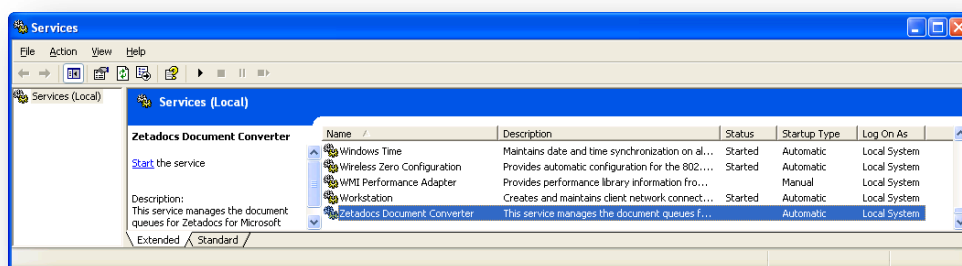 Services
File Action View Help
Services (Local)
Services (Local)
Zetadocs Document Converter
Start the service
Description:
This service manages the document
queues for Zetadocs for Microsoft
Name Description Status Startup Type Log On As
Windows Time Maintains date and time synchronization on al... Started Automatic Local System
Wireless Zero Configuration Provides automatic configuration for the 802.... Started Automatic Local System
WMI Performance Adapter Provides performance library information fro... Manual Local System
Workstation Creates and maintains client network connect... Started Automatic Local System
Zetadocs Document Converter This service manages the document queues f... Automatic Local System
Extended Standard